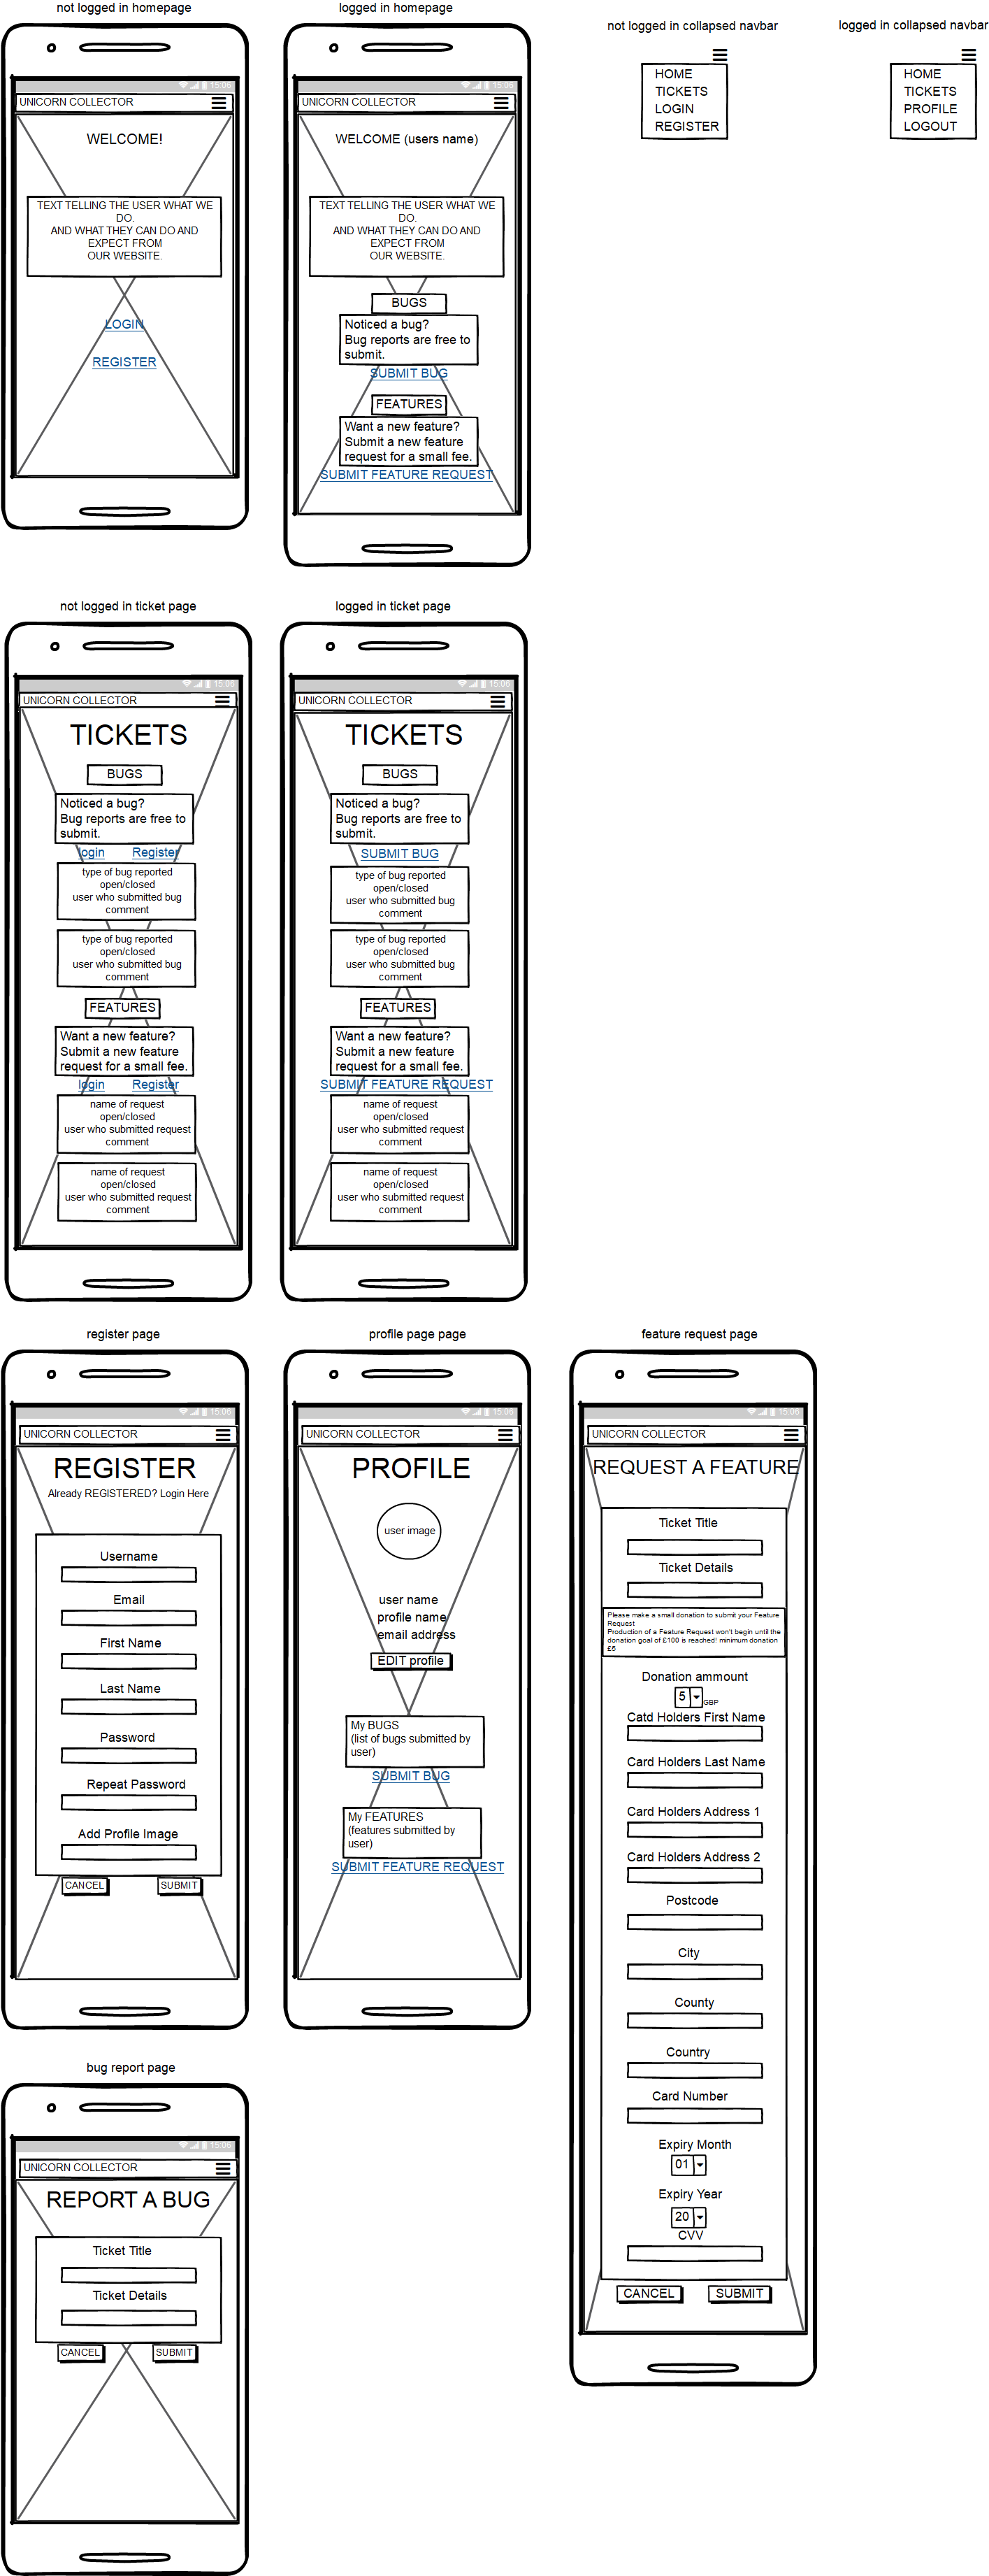 not logged in homepage
15:06
UNICORN COLLECTOR
WELCOME!
TEXT TELLING THE USER WHAT WE
DO.
AND WHAT THEY CAN DO AND
EXPECT FROM
OUR WEBSITE.
LOGIN
REGISTER
logged in homepage
15:06
UNICORN COLLECTOR
WELCOME (users name)
TEXT TELLING THE USER WHAT WE
DO.
AND WHAT THEY CAN DO AND
EXPECT FROM
OUR WEBSITE.
BUGS
Noticed a bug?
Bug reports are free to
submit.
SUBMIT BUG
FEATURES
Want a new feature?
Submit a new feature
request for a small fee.
SUBMIT FEATURE REQUEST
not logged in collapsed navbar
HOME
TICKETS
LOGIN
REGISTER
logged in collapsed navbar
HOME
TICKETS
PROFILE
LOGOUT
not logged in ticket page
15:06
UNICORN COLLECTOR
TICKETS
BUGS
Noticed a bug?
Bug reports are free to
submit.
login Register
type of bug reported
open/closed
user who submitted bug
comment
type of bug reported
open/closed
user who submitted bug
comment
FEATURES
Want a new feature?
Submit a new feature
request for a small fee.
login Register
name of request
open/closed
user who submitted request
comment
name of request
open/closed
user who submitted request
comment
logged in ticket page
15:06
UNICORN COLLECTOR
TICKETS
BUGS
Noticed a bug?
Bug reports are free to
submit.
SUBMIT BUG
type of bug reported
open/closed
user who submitted bug
comment
type of bug reported
open/closed
user who submitted bug
comment
FEATURES
Want a new feature?
Submit a new feature
request for a small fee.
SUBMIT FEATURE REQUEST
name of request
open/closed
user who submitted request
comment
name of request
open/closed
user who submitted request
comment
register page
15:06
UNICORN COLLECTOR
REGISTER
Already REGISTERED? Login Here
Username
Email
First Name
Last Name
Password
Repeat Password
Add Profile Image
CANCEL SUBMIT
profile page page
15:06
UNICORN COLLECTOR
PROFILE
user image
user name
profile name
email address
EDIT profile
My BUGS
(list of bugs submitted by
user)
SUBMIT BUG
My FEATURES
(features submitted by
user)
SUBMIT FEATURE REQUEST
feature request page
15:06
UNICORN COLLECTOR
REQUEST A FEATURE
Ticket Title
Ticket Details
Please make a small donation to submit your Feature
Request
Production of a Feature Request won't begin until the
donation goal of £100 is reached! minimum donation
£5
Donation ammount
5 GBP
Catd Holders First Name
Card Holders Last Name
Card Holders Address 1
Card Holders Address 2
Postcode
City
County
Country
Card Number
Expiry Month
01
Expiry Year
20
CVV
CANCEL SUBMIT
bug report page
15:06
UNICORN COLLECTOR
REPORT A BUG
Ticket Title
Ticket Details
CANCEL SUBMIT